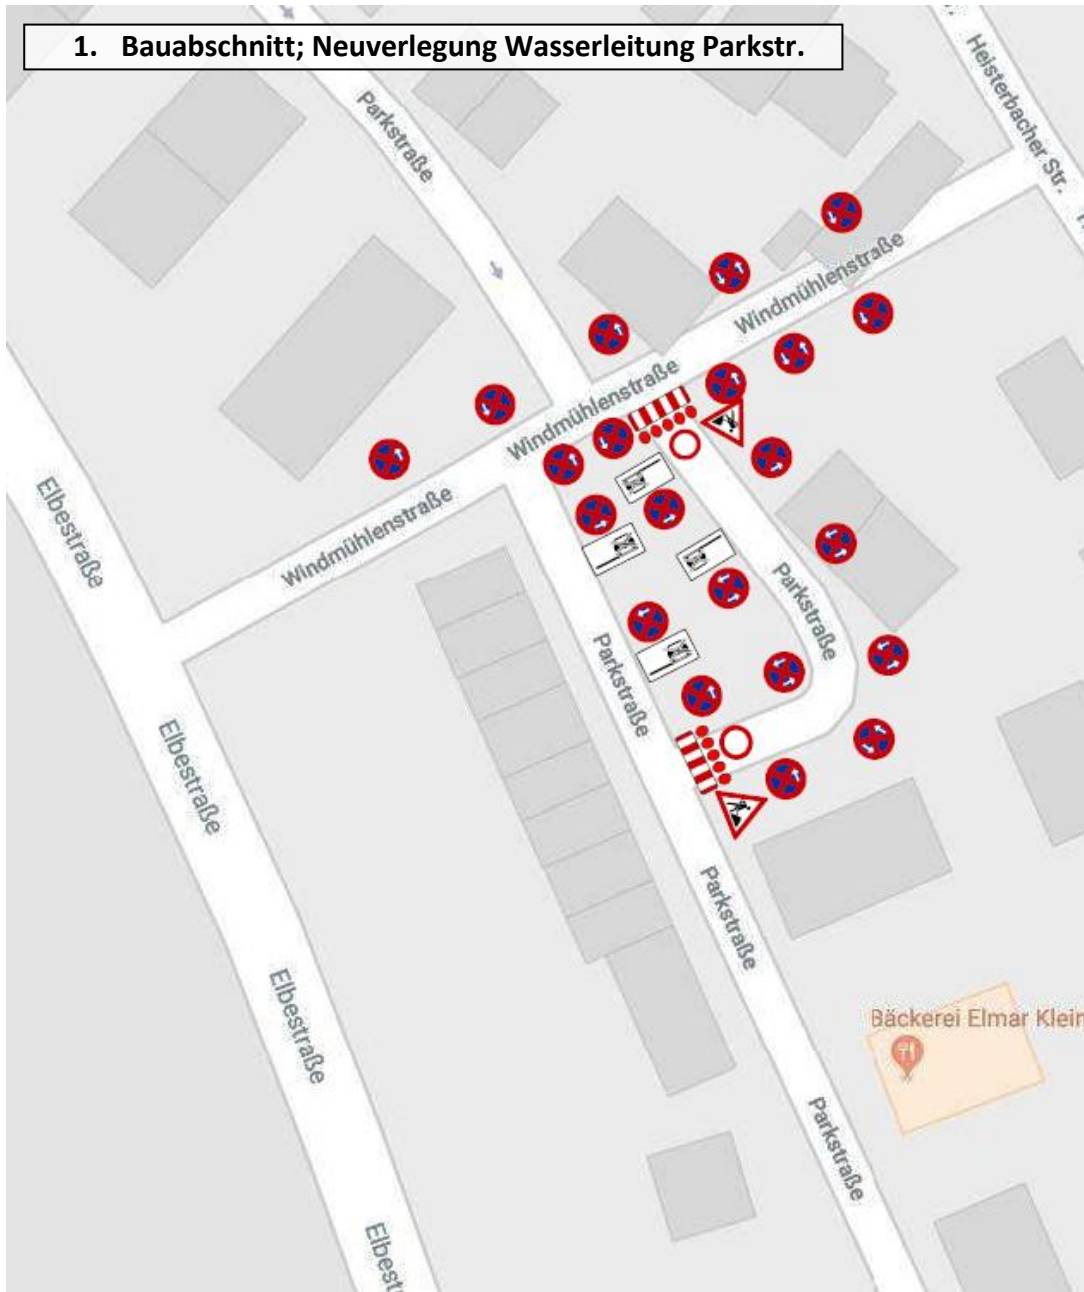 1. Bauabschnitt; Neuverlegung Wasserleitung Parkstr.
Parkstraße
Heisterbacher Str.
Windmühlenstraße
Windmühlenstraße
Windmühlenstraße
Elbestraße
Parkstraße
Parkstraße
Elbestraße
Parkstraße
Elbestraße
Bäckerei Elmar Klein
Parkstraße
Elbestr